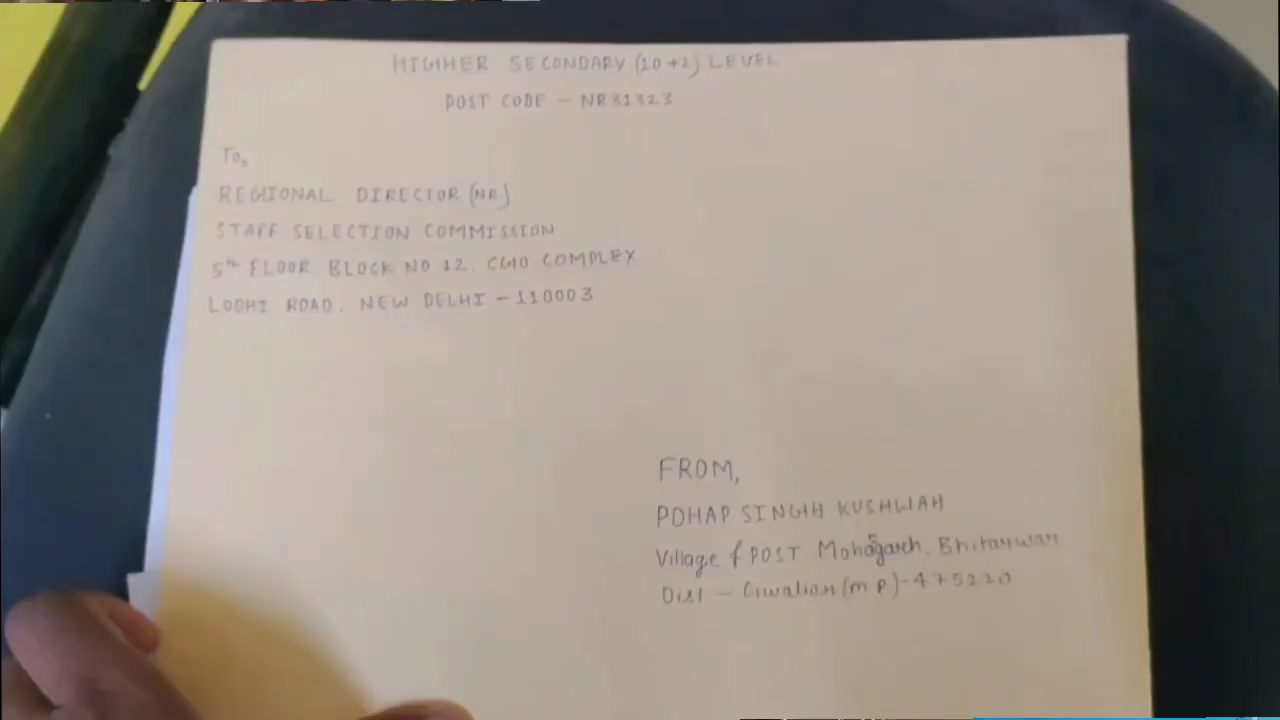 HIGHER SECONDARY (10+2) LEVEL
POST CODE - NR31323
To,
REGIONAL DIRECTOR (NR)
STAFF SELECTION COMMISSION
5th FLOOR. BLOCK NO 12. CGO COMPLEX
LODHI ROAD. NEW DELHI - 110003
FROM,
POHAP SINGH KUSHWAH
Village & POST Bhitarwar
Dist - Gwalior (m p)-475220